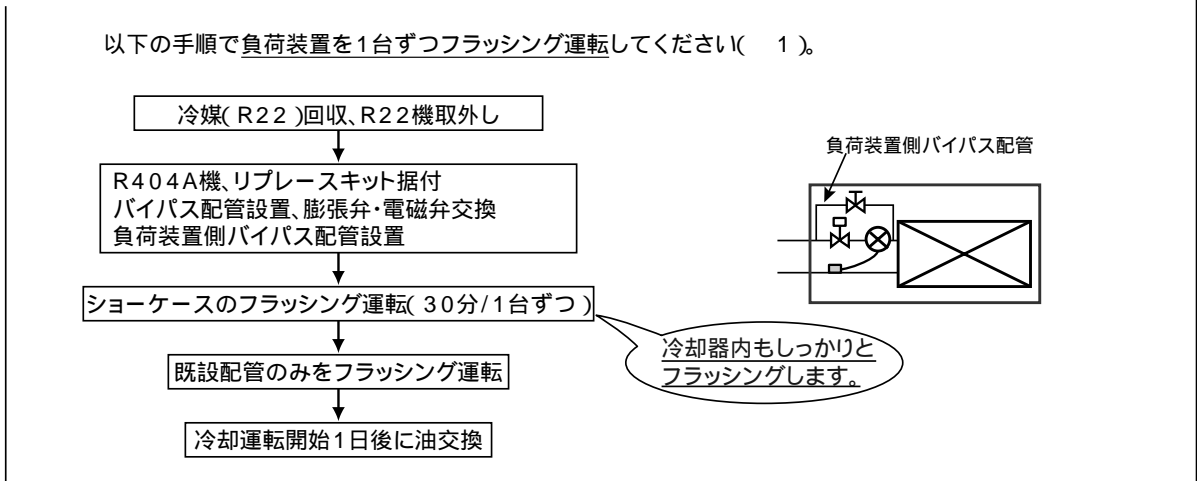 以下の手順で負荷装置を1台ずつフラッシング運転してください( 1 )。
冷媒(R22)回収、R22機取外し
R404A機、リプレースキット据付
バイパス配管設置、膨張弁・電磁弁交換
負荷装置側バイパス配管設置
ショーケースのフラッシング運転(30分/1台ずつ)
既設配管のみをフラッシング運転
冷却運転開始1日後に油交換
負荷装置側バイパス配管
冷却器内もしっかりと
フラッシングします。